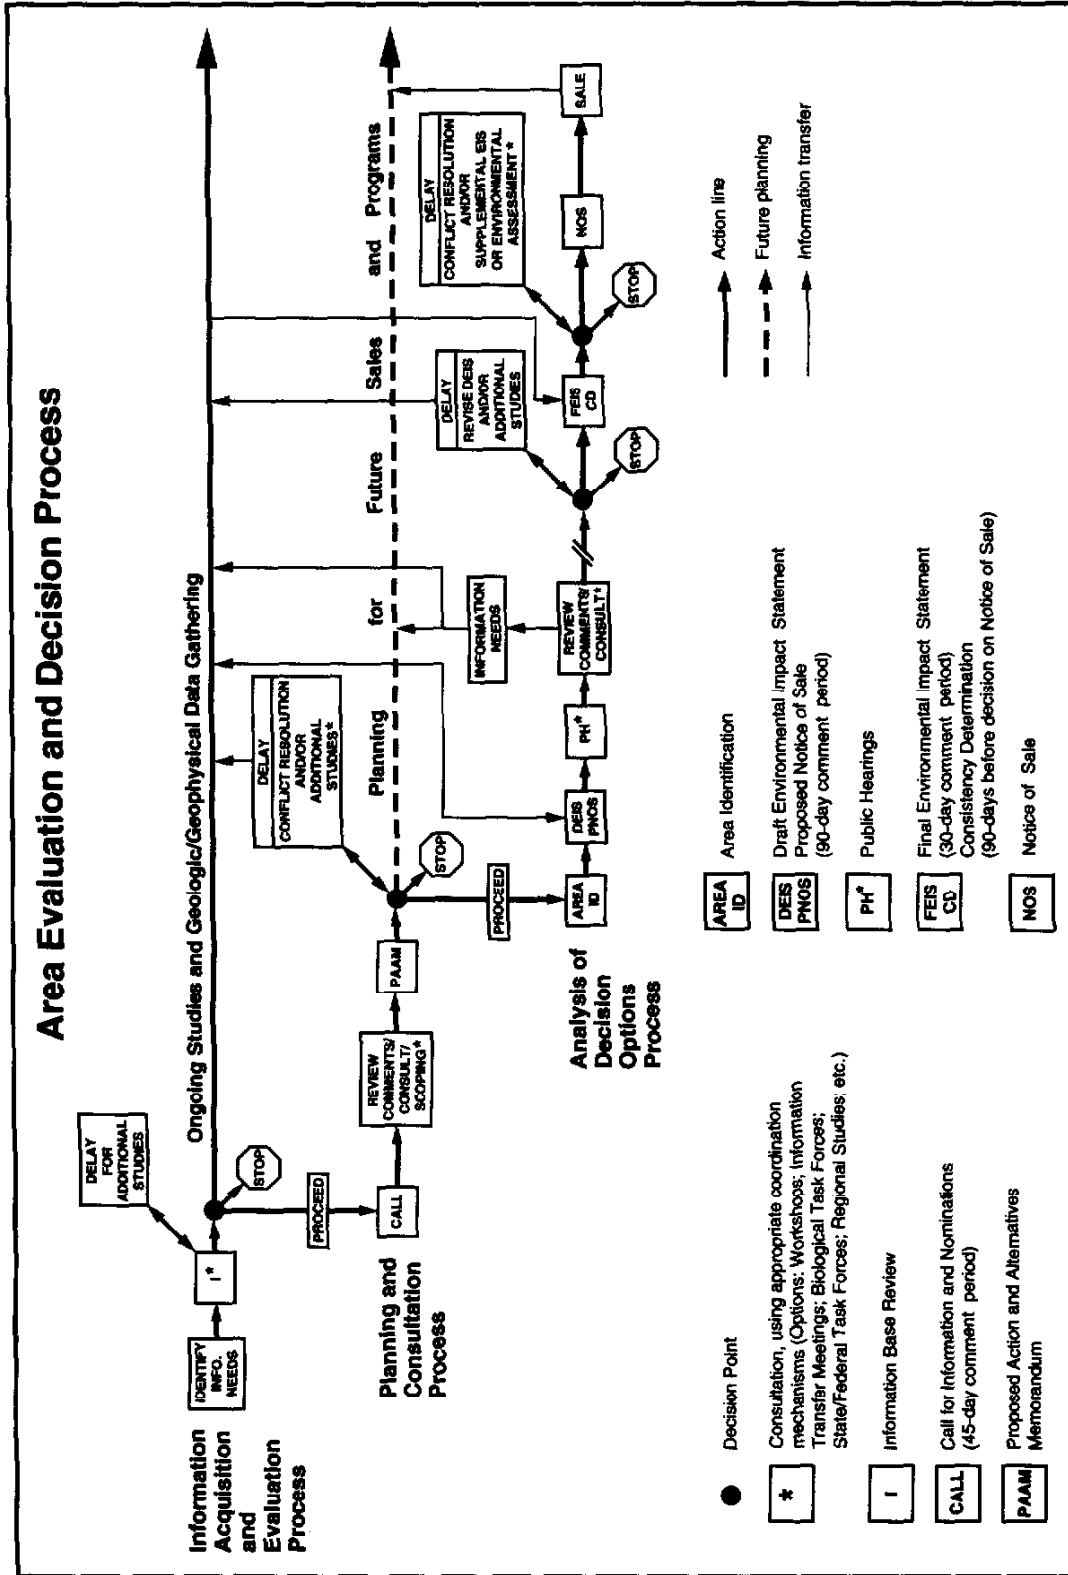 Area Evaluation and Decision Process
Information
Acquisition
and
Evaluation
Process
IDENTIFY
INFO.
NEEDS
I*
DELAY
FOR
ADDITIONAL
STUDIES
STOP
Ongoing Studies and Geologic/Geophysical Data Gathering
PROCEED
Planning and
Consultation
Process
CALL
REVIEW
COMMENTS/
CONSULT/
SCOPING*
PAAM
DELAY
CONFLICT RESOLUTION
AND/OR
ADDITIONAL
STUDIES*
STOP
Planning for Future Sales and Programs
PROCEED
Analysis of
Decision
Options
Process
AREA
ID
DEIS
PNOS
PH*
REVIEW
COMMENTS/
CONSULT*
INFORMATION
NEEDS
DELAY
REVISE DEIS
AND/OR
ADDITIONAL
STUDIES
STOP
FEIS
CD
DELAY
CONFLICT RESOLUTION
AND/OR
SUPPLEMENTAL EIS
OR ENVIRONMENTAL
ASSESSMENT*
STOP
NOS
SALE
Decision Point
*
Consultation, using appropriate coordination
mechanisms (Options: Workshops; Information
Transfer Meetings; Biological Task Forces;
State/Federal Task Forces; Regional Studies; etc.)
I
Information Base Review
CALL
Call for Information and Nominations
(45-day comment period)
PAAM
Proposed Action and Alternatives
Memorandum
AREA
ID
Area Identification
DEIS
PNOS
Draft Environmental Impact Statement
Proposed Notice of Sale
(90-day comment period)
PH*
Public Hearings
FEIS
CD
Final Environmental Impact Statement
(30-day comment period)
Consistency Determination
(90-days before decision on Notice of Sale)
NOS
Notice of Sale
Action line
Future planning
Information transfer